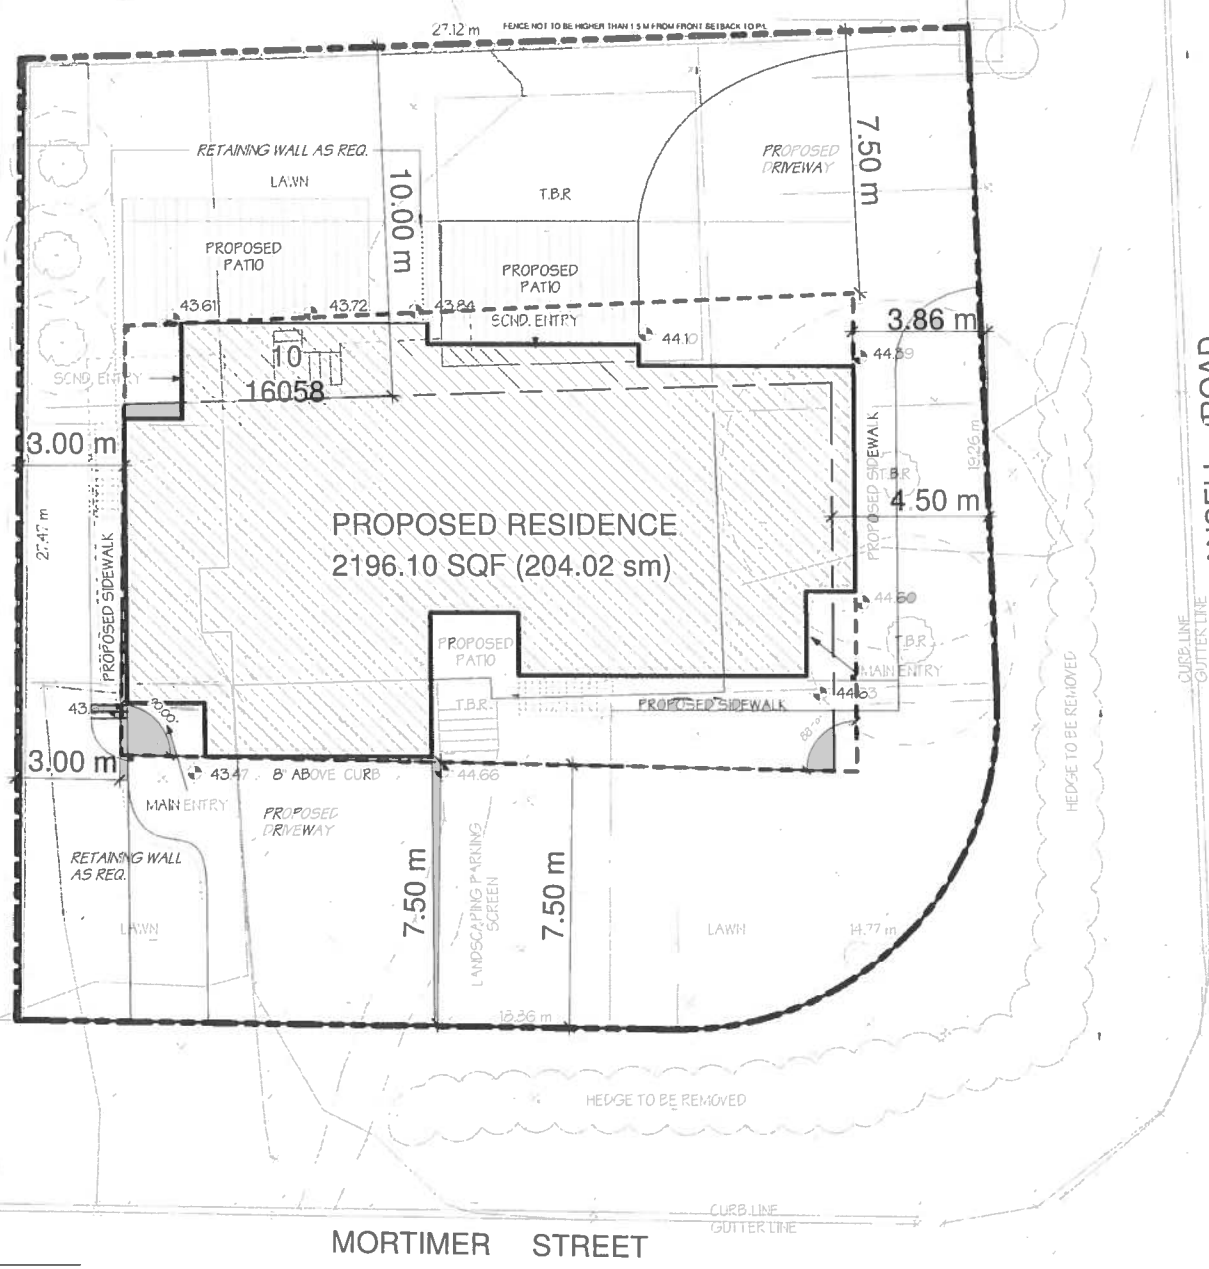 27.12 m
FENCE NOT TO BE HIGHER THAN 1.5 M FROM FRONT SETBACK TO P/L
RETAINING WALL AS REQ.
LAWN
10.00 m
T.B.R
PROPOSED
DRIVEWAY
7.50 m
PROPOSED
PATIO
PROPOSED
PATIO
43.61
43.72
43.84
SCND. ENTRY
44.10
3.86 m
44.39
SCND. ENTRY
10
16058
3.00 m
PROPOSED SIDEWALK
19.26 m
T.B.R
4.50 m
27.47 m
PROPOSED RESIDENCE
2196.10 SQF (204.02 sm)
PROPOSED SIDEWALK
44.60
PROPOSED
PATIO
T.B.R
MAIN ENTRY
CURB LINE
GUTTER LINE
HEDGE TO BE REMOVED
44.63
T.B.R.
PROPOSED SIDEWALK
43.
3.00 m
43.47
8" ABOVE CURB
44.66
MAIN ENTRY
PROPOSED
DRIVEWAY
RETAINING WALL
AS REQ.
7.50 m
LANDSCAPING PARKING
SCREEN
7.50 m
LAWN
LAWN
14.77 m
18.36 m
HEDGE TO BE REMOVED
CURB LINE
GUTTER LINE
MORTIMER STREET